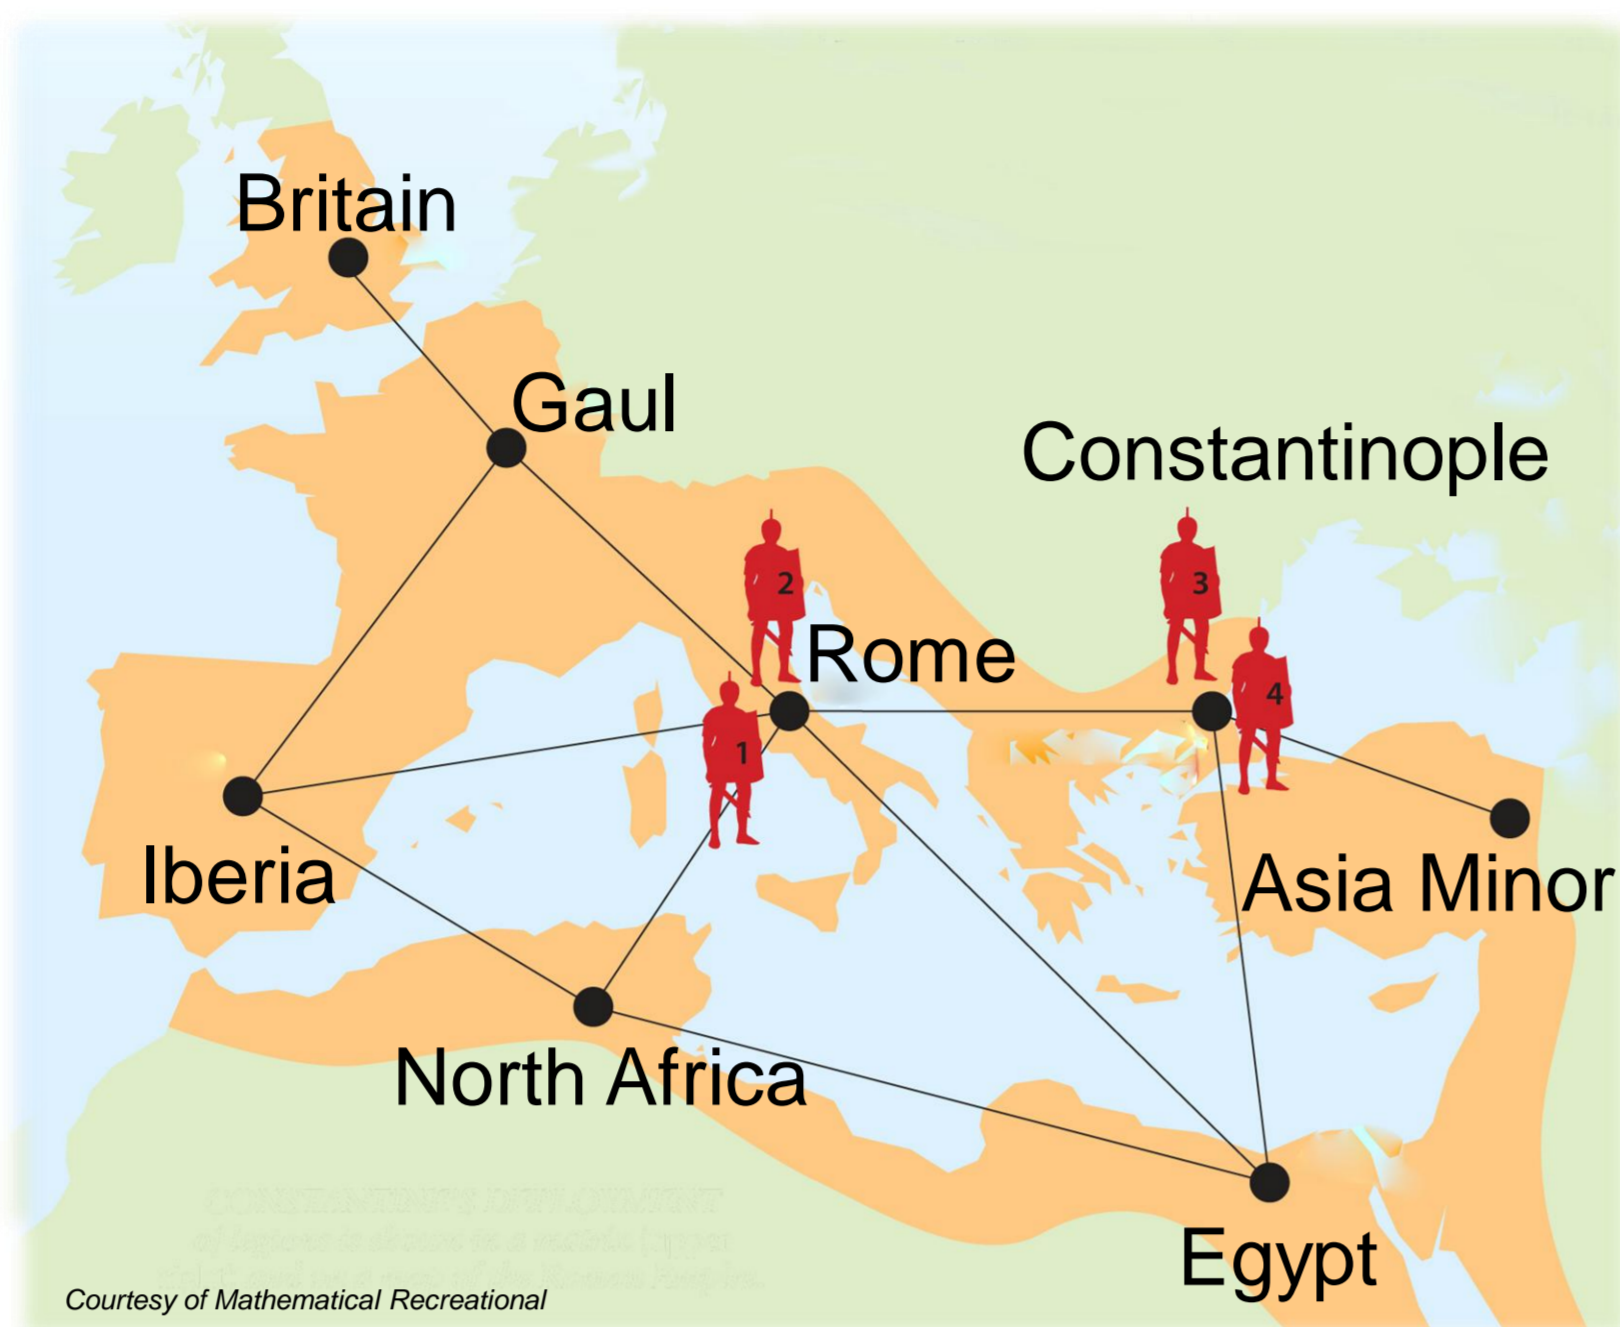 Britain
Gaul
Constantinople
2
3
Rome
4
1
Iberia
Asia Minor
North Africa
Egypt
Courtesy of Mathematical Recreational